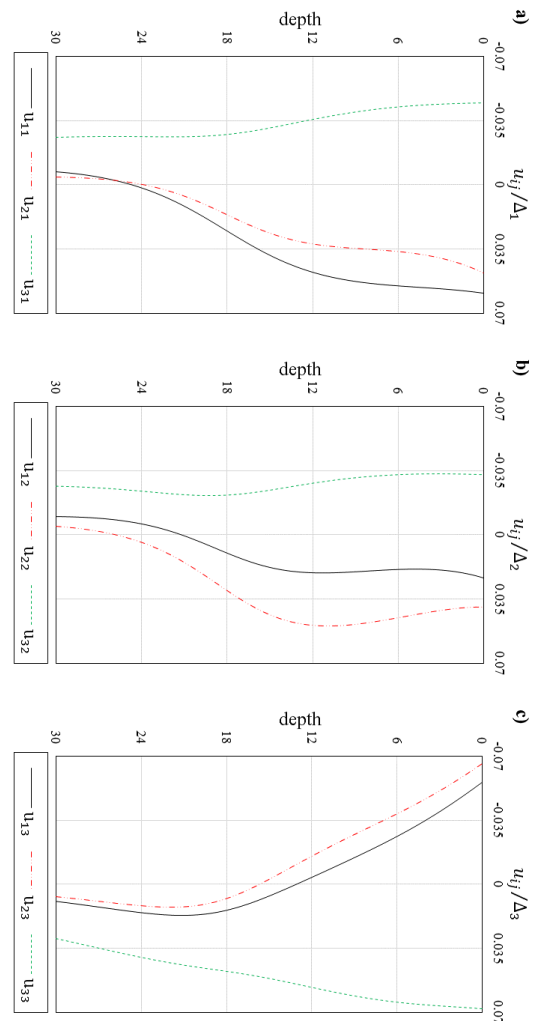 a)
u_ij/Δ_1
-0.07 -0.035 0 0.035 0.07
depth
0
6
12
18
24
30
u_11 u_21 u_31
b)
u_ij/Δ_2
-0.07 -0.035 0 0.035 0.07
depth
0
6
12
18
24
30
u_12 u_22 u_32
c)
u_ij/Δ_3
-0.07 -0.035 0 0.035 0.07
depth
0
6
12
18
24
30
u_13 u_23 u_33